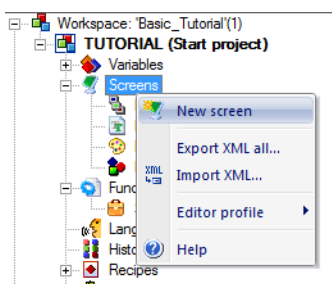 Workspace: 'Basic_Tutorial'(1)
TUTORIAL (Start project)
Variables
Screens
New screen
Export XML all...
XML Import XML...
Func
Editor profile
Lang
Histo
Help
Recipes